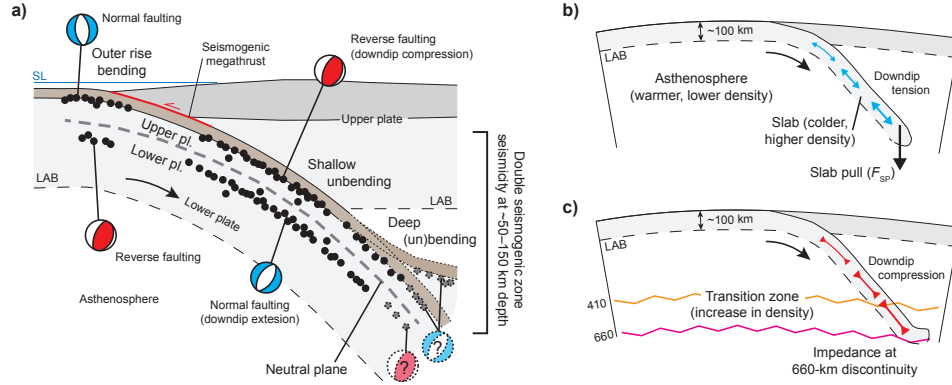 a)
Normal faulting
Outer rise
bending
Seismogenic
megathrust
Reverse faulting
(downdip compression)
SL
Upper plate
Upper pl.
Lower pl.
Shallow
unbending
LAB
LAB
Lower plate
Deep
(un)bending
Reverse faulting
Asthenosphere
Normal faulting
(downdip extesion)
Neutral plane
?
?
Double seismogenic zone
seismicity at ~50–150 km
depth
b)
~100 km
LAB
Asthenosphere
(warmer, lower density)
Downdip
tension
Slab (colder,
higher density)
Slab pull (FSP)
c)
~100 km
LAB
Downdip
compression
410
Transition zone
(increase in density)
660
Impedance at
660-km discontinuity